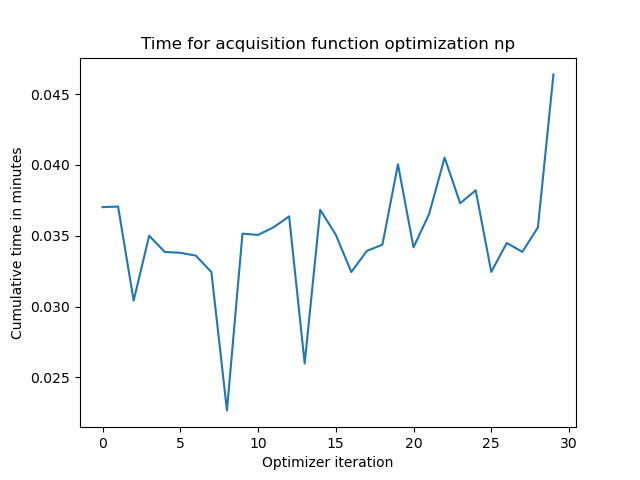 Time for acquisition function optimization np
0.045
0.040
0.035
0.030
0.025
Cumulative time in minutes
0 5 10 15 20 25 30
Optimizer iteration